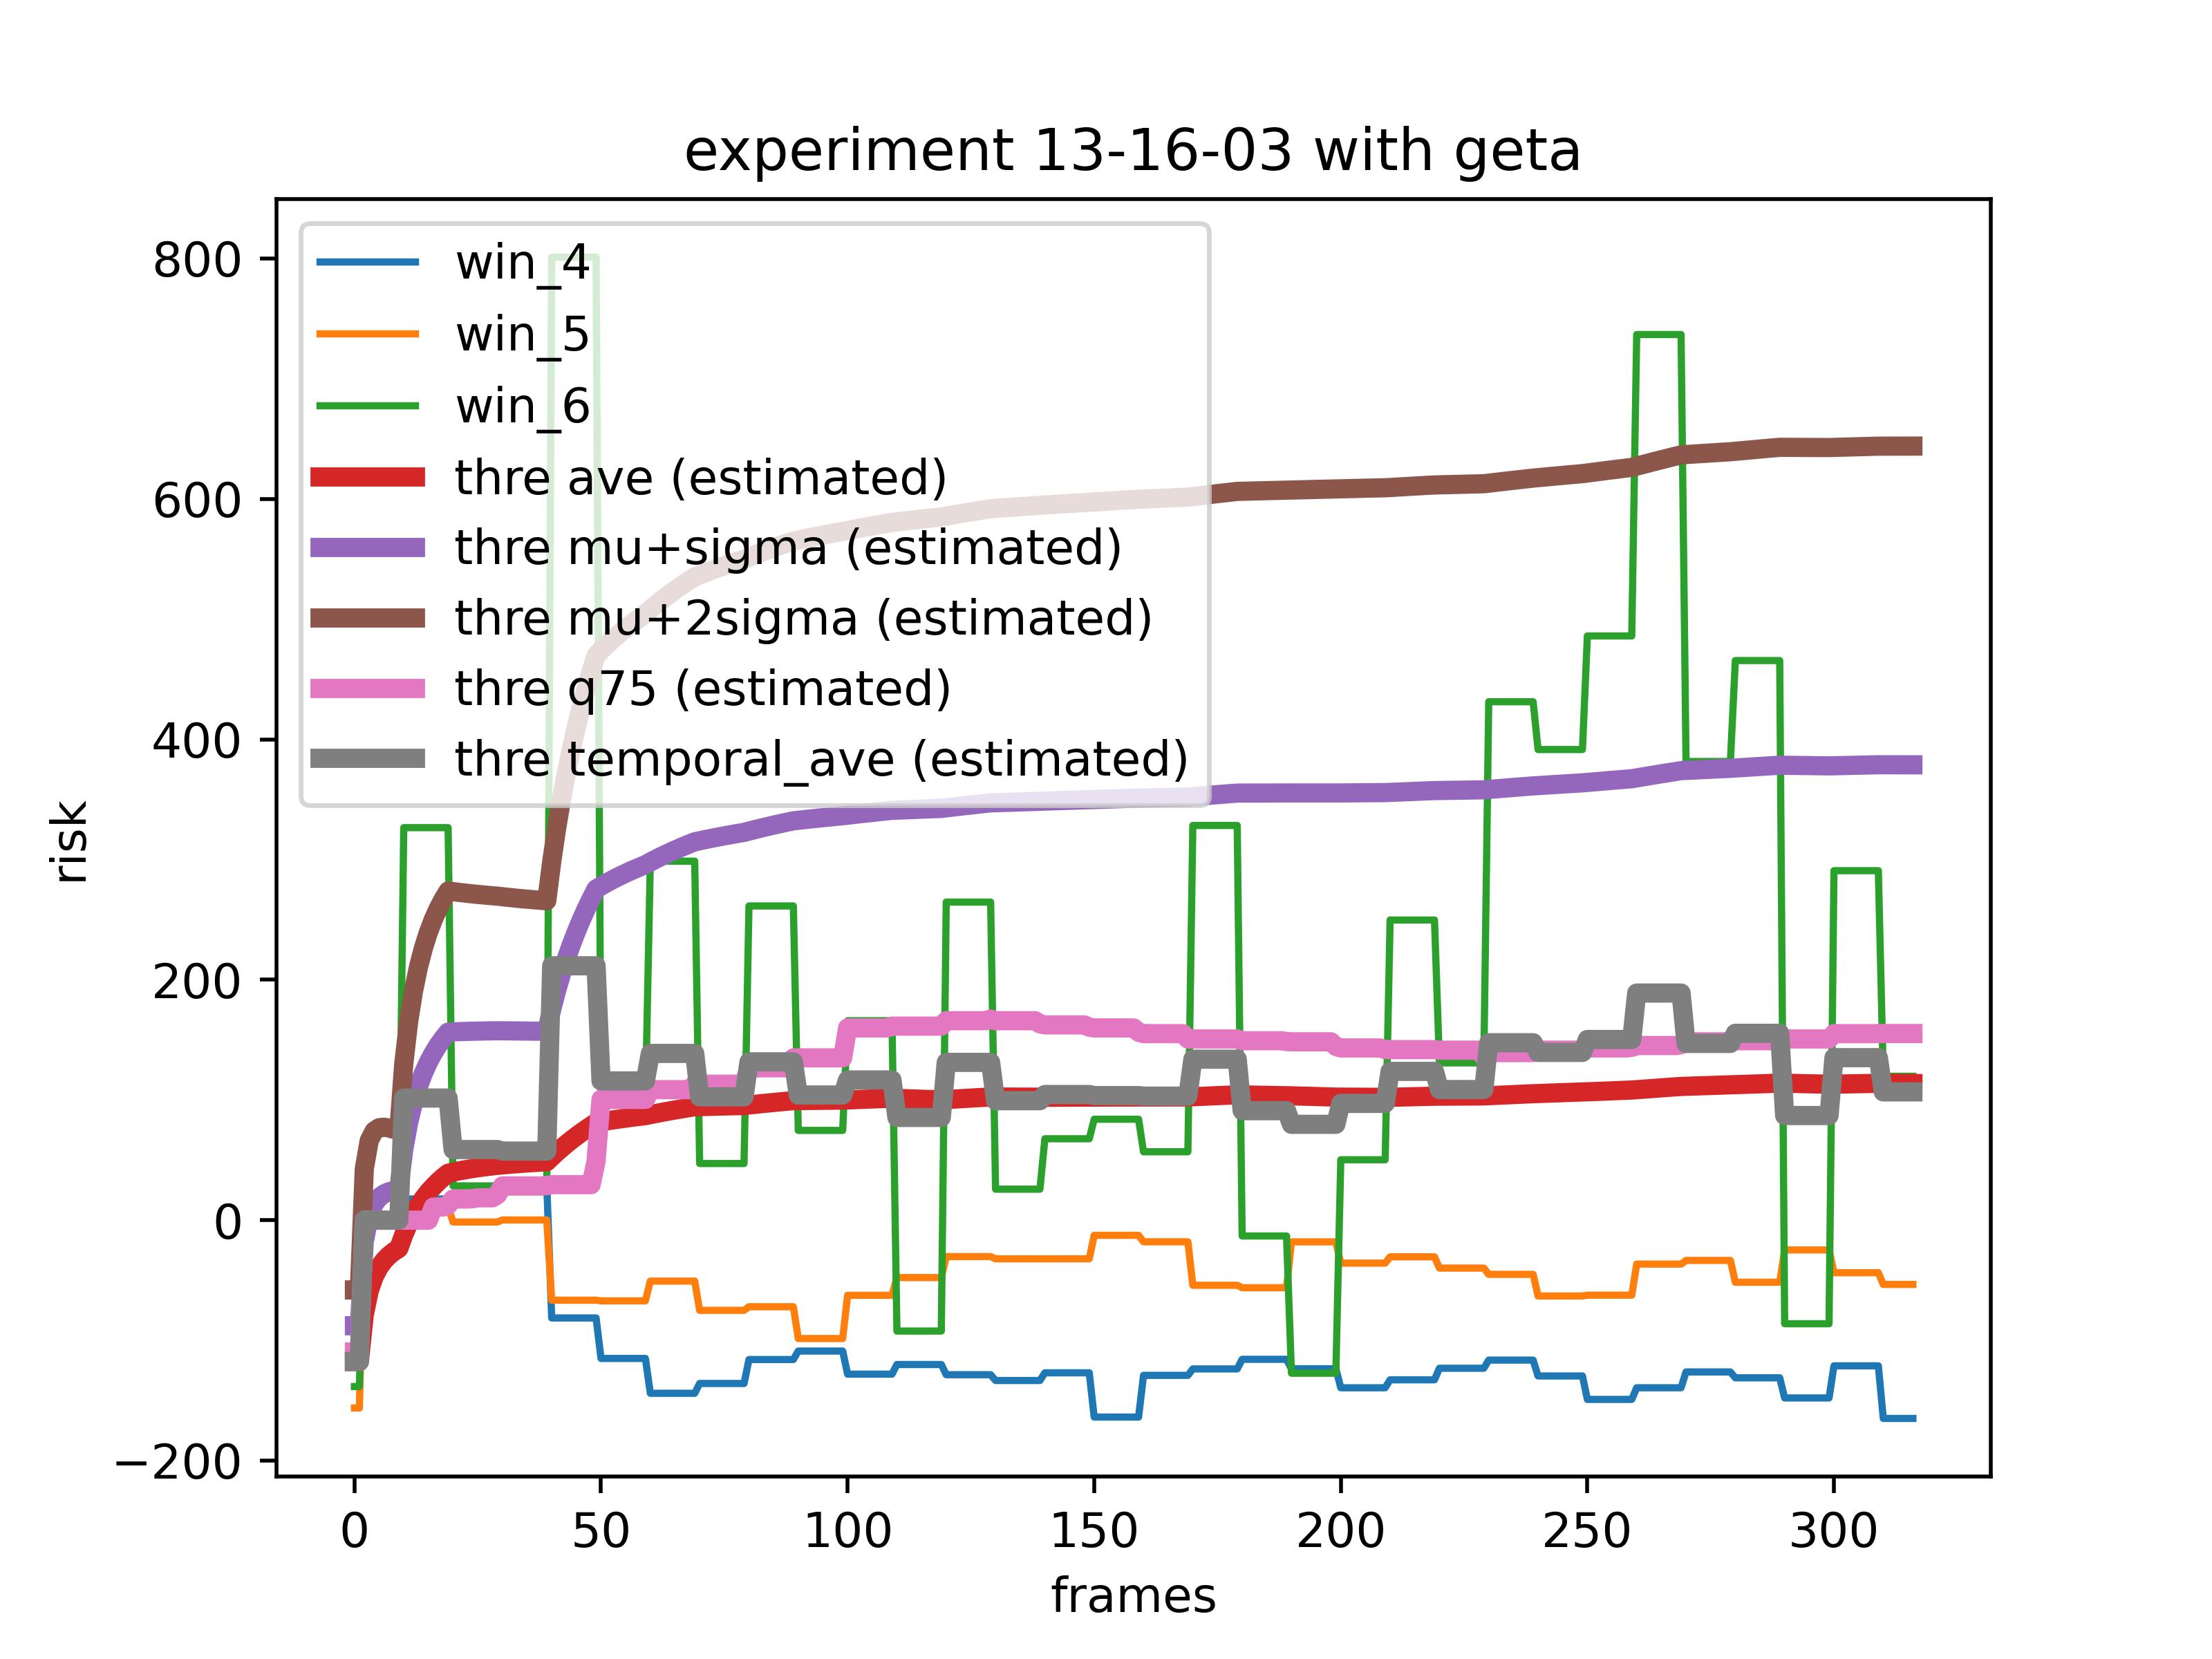 experiment 13-16-03 with geta
800
600
400
200
0
−200
risk
win_4
win_5
win_6
thre ave (estimated)
thre mu+sigma (estimated)
thre mu+2sigma (estimated)
thre q75 (estimated)
thre temporal_ave (estimated)
0 50 100 150 200 250 300
frames